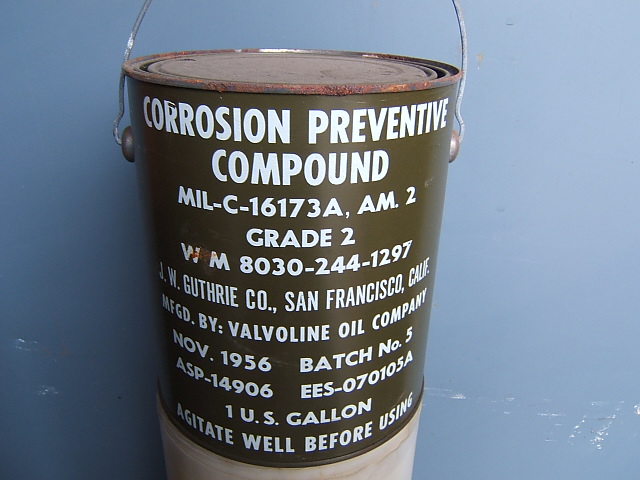 CORROSION PREVENTIVE
COMPOUND
MIL-C-16173A, AM. 2
GRADE 2
W M 8030-244-1297
J. W. GUTHRIE CO., SAN FRANCISCO, CALIF.
MFGD. BY: VALVOLINE OIL COMPANY
NOV. 1956 BATCH No. 5
ASP-14906 EES-070105A
1 U.S. GALLON
AGITATE WELL BEFORE USING